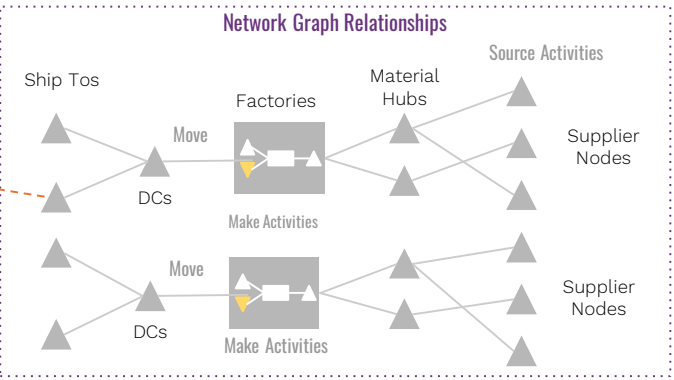 Network Graph Relationships
Source Activities
Ship Tos
Material
Hubs
Factories
Move
Supplier
Nodes
DCs
Make Activities
Move
Supplier
Nodes
DCs
Make Activities